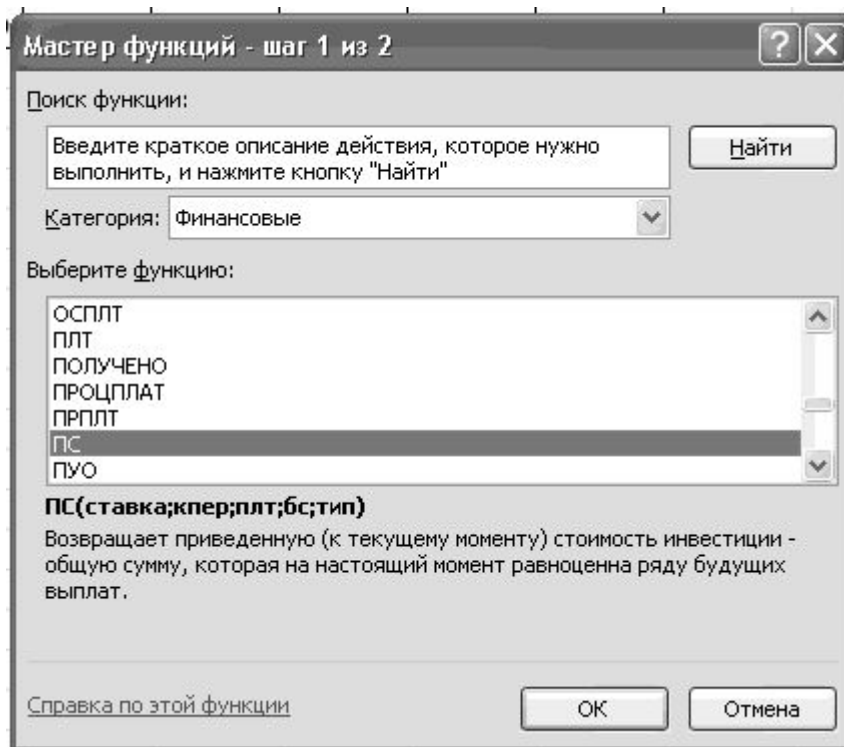 Мастер функций - шаг 1 из 2
Поиск функции:
Введите краткое описание действия, которое нужно
выполнить, и нажмите кнопку "Найти"
Найти
Категория: Финансовые
Выберите функцию:
ОСПЛТ
ПЛТ
ПОЛУЧЕНО
ПРОЦПЛАТ
ПРПЛТ
ПС
ПУО
ПС(ставка;кпер;плт;бс;тип)
Возвращает приведенную (к текущему моменту) стоимость инвестиции -
общую сумму, которая на настоящий момент равноценна ряду будущих
выплат.
Справка по этой функции
ОК
Отмена